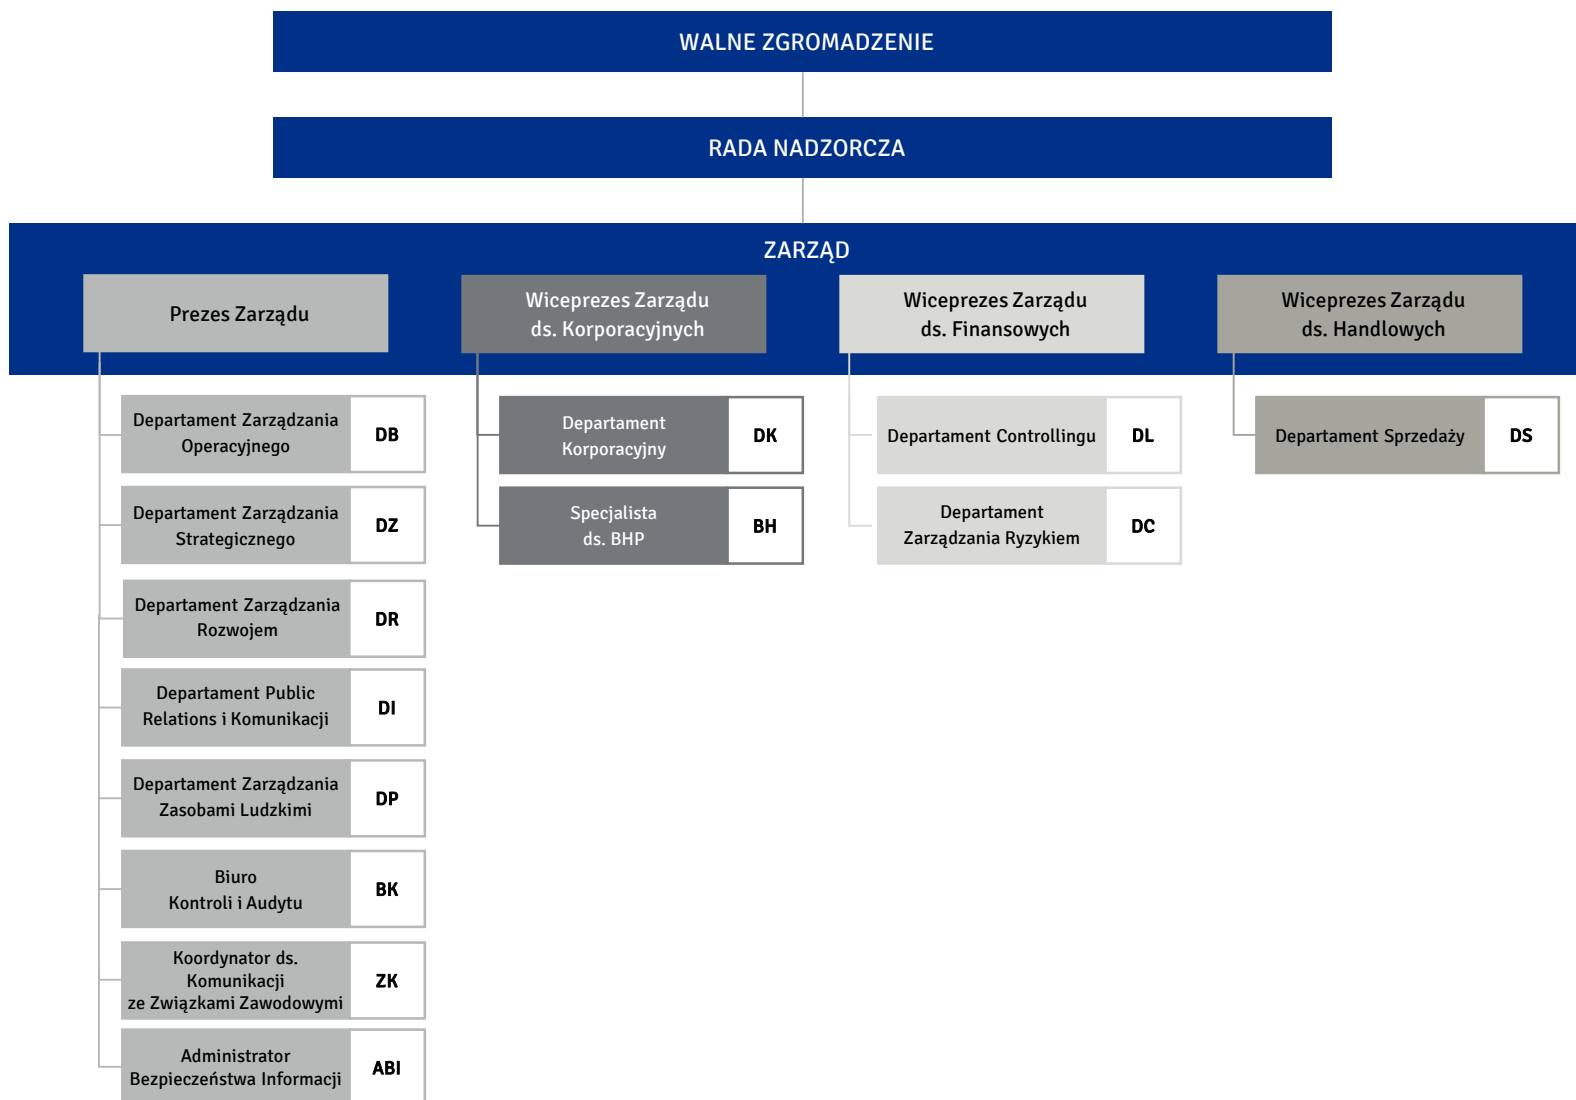 WALNE ZGROMADZENIE
RADA NADZORCZA
ZARZĄD
Prezes Zarządu
Departament Zarządzania
Operacyjnego
DB
Departament Zarządzania
Strategicznego
DZ
Departament Zarządzania
Rozwojem
DR
Departament Public
Relations i Komunikacji
DI
Departament Zarządzania
Zasobami Ludzkimi
DP
Biuro
Kontroli i Audytu
BK
Koordynator ds.
Komunikacji
ze Związkami Zawodowymi
ZK
Administrator
Bezpieczeństwa Informacji
ABI
Wiceprezes Zarządu
ds. Korporacyjnych
Departament
Korporacyjny
DK
Specjalista
ds. BHP
BH
Wiceprezes Zarządu
ds. Finansowych
Departament Controllingu
DL
Departament
Zarządzania Ryzykiem
DC
Wiceprezes Zarządu
ds. Handlowych
Departament Sprzedaży
DS